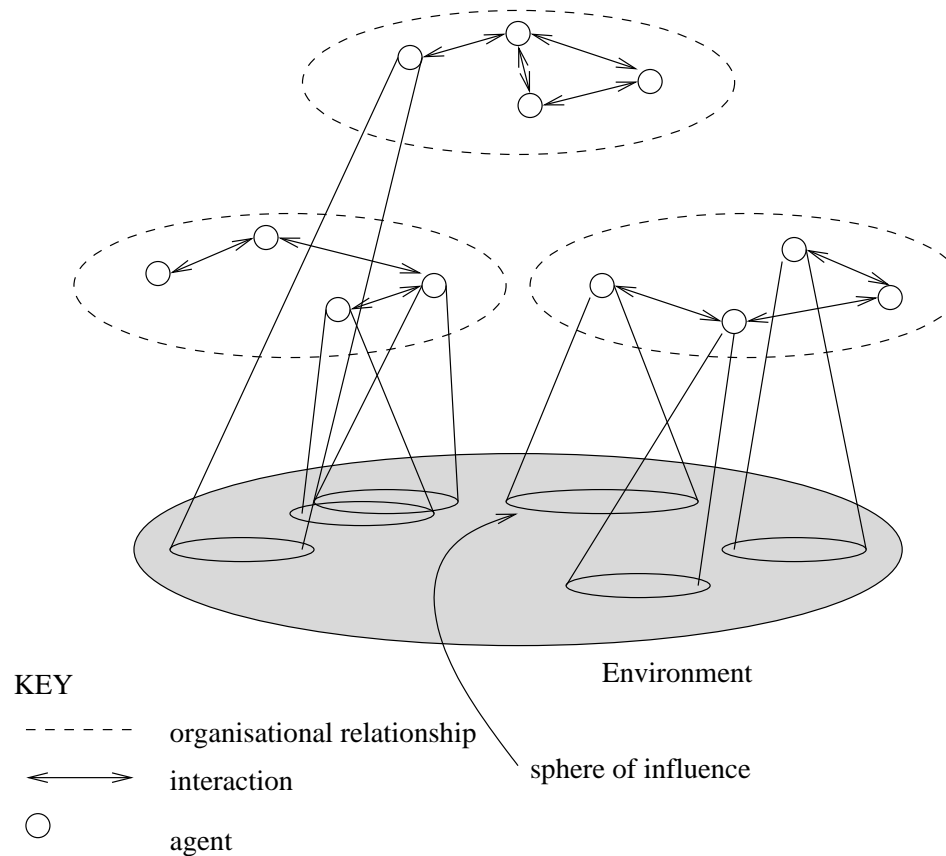 Environment
KEY
organisational relationship
sphere of influence
interaction
agent